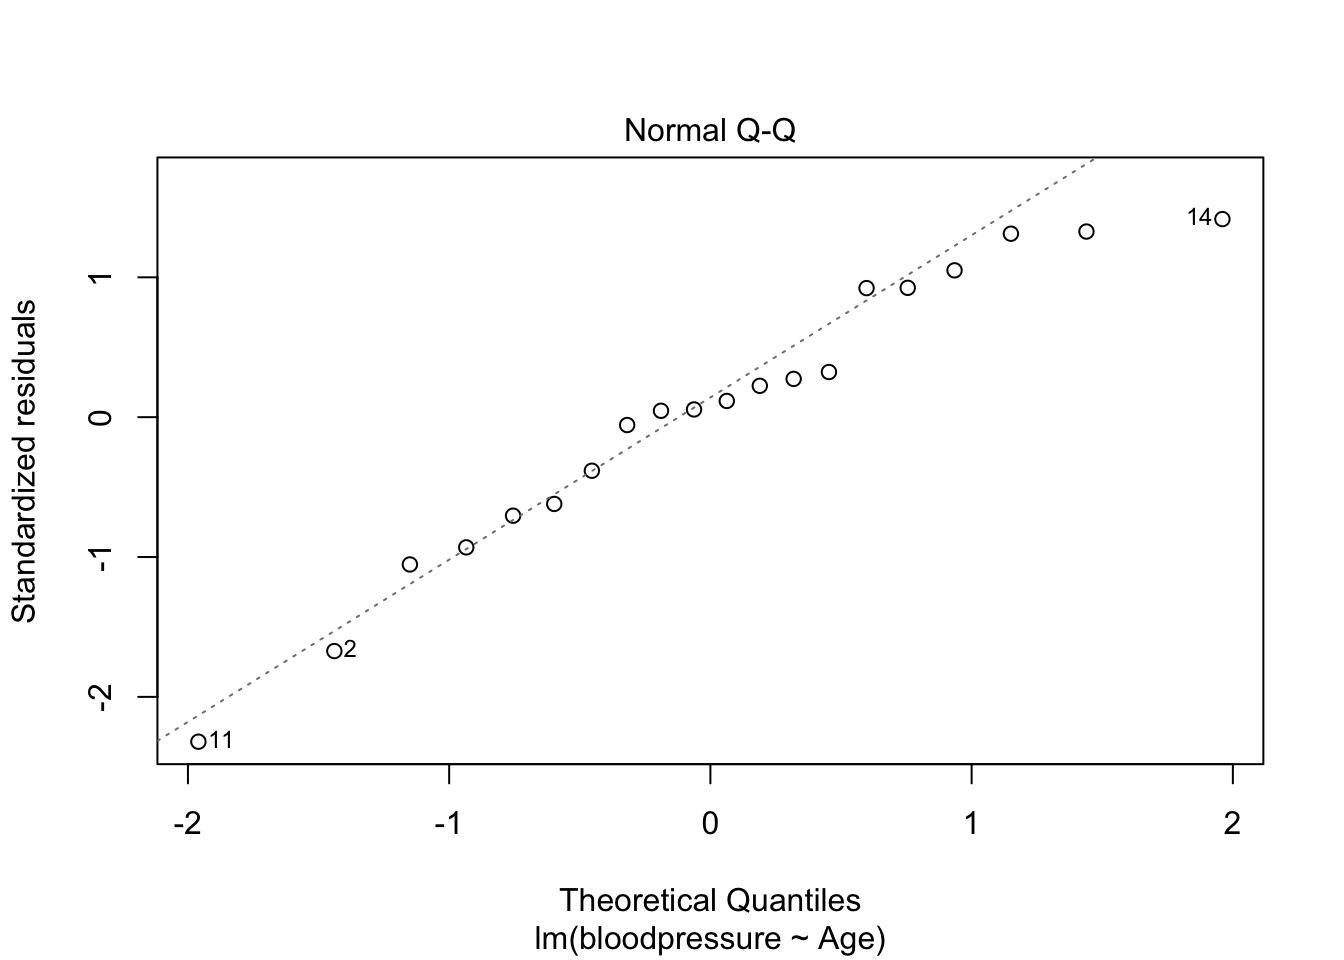 Normal Q-Q
Standardized residuals
1
0
-1
-2
14
2
11
-2 -1 0 1 2
Theoretical Quantiles
lm(bloodpressure ~ Age)